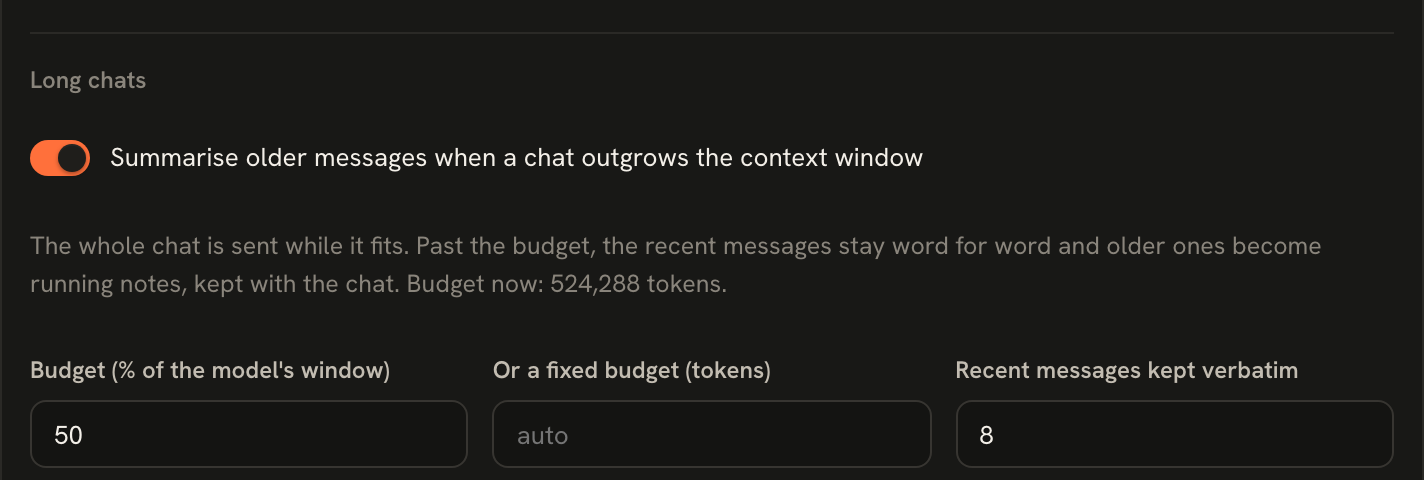 Long chats
Summarise older messages when a chat outgrows the context window
The whole chat is sent while it fits. Past the budget, the recent messages stay word for word and older ones become
running notes, kept with the chat. Budget now: 524,288 tokens.
Budget (% of the model's window)
Or a fixed budget (tokens)
Recent messages kept verbatim
50
auto
8